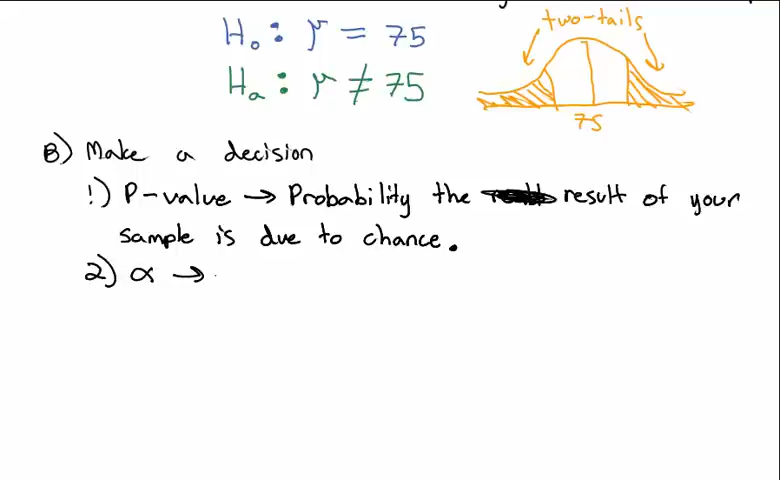 two-tails
H₀ : μ = 75
Hₐ : μ ≠ 75
75
B) Make a decision
1) P-value → Probability the result of your
sample is due to chance.
2) α →